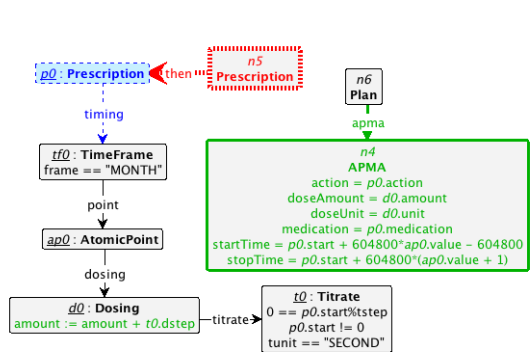 p0 : Prescription
then
n5
Prescription
n6
Plan
timing
apma
tf0 : TimeFrame
frame == "MONTH"
n4
APMA
action = p0.action
doseAmount = d0.amount
doseUnit = d0.unit
medication = p0.medication
startTime = p0.start + 604800*ap0.value − 604800
stopTime = p0.start + 604800*(ap0.value + 1)
point
ap0 : AtomicPoint
dosing
d0 : Dosing
amount := amount + t0.dstep
titrate
t0 : Titrate
0 == p0.start%tstep
p0.start != 0
tunit == "SECOND"